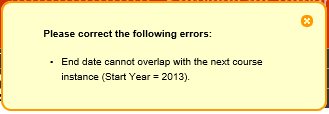 Please correct the following errors:
• End date cannot overlap with the next course
instance (Start Year = 2013).